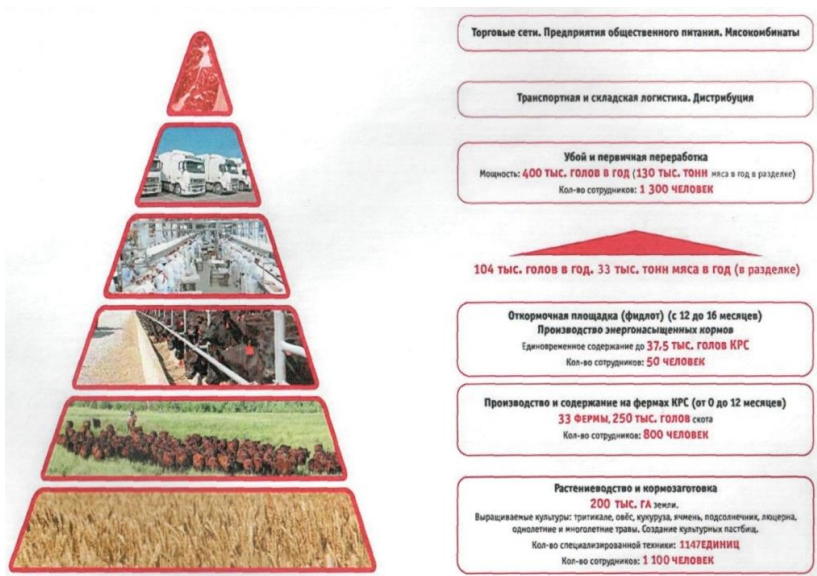 Торговые сети. Предприятия общественного питания. Мясокомбинаты
Транспортная и складская логистика. Дистрибуция
Убой и первичная переработка
Мощность: 400 ТЫС. ГОЛОВ В ГОД (130 ТЫС. ТОНН мяса в год в разделке)
Кол-во сотрудников: 1 300 ЧЕЛОВЕК
104 тыс. голов в год. 33 тыс. тонн мяса в год (в разделке)
Откормочная площадка (фидлот) (с 12 до 16 месяцев)
Производство энергонасыщенных кормов
Единовременное содержание до 37,5 ТЫС. ГОЛОВ КРС
Кол-во сотрудников: 50 ЧЕЛОВЕК
Производство и содержание на фермах КРС (от 0 до 12 месяцев)
33 ФЕРМЫ, 250 ТЫС. ГОЛОВ скота
Кол-во сотрудников: 800 ЧЕЛОВЕК
Растениеводство и кормозаготовка
200 ТЫС. ГА земли.
Выращиваемые культуры: тритикале, овёс, кукуруза, ячмень, подсолнечник, люцерна,
однолетние и многолетние травы. Создание культурных пастбищ.
Кол-во специализированной техники: 1147ЕДИНИЦ
Кол-во сотрудников: 1 100 ЧЕЛОВЕК